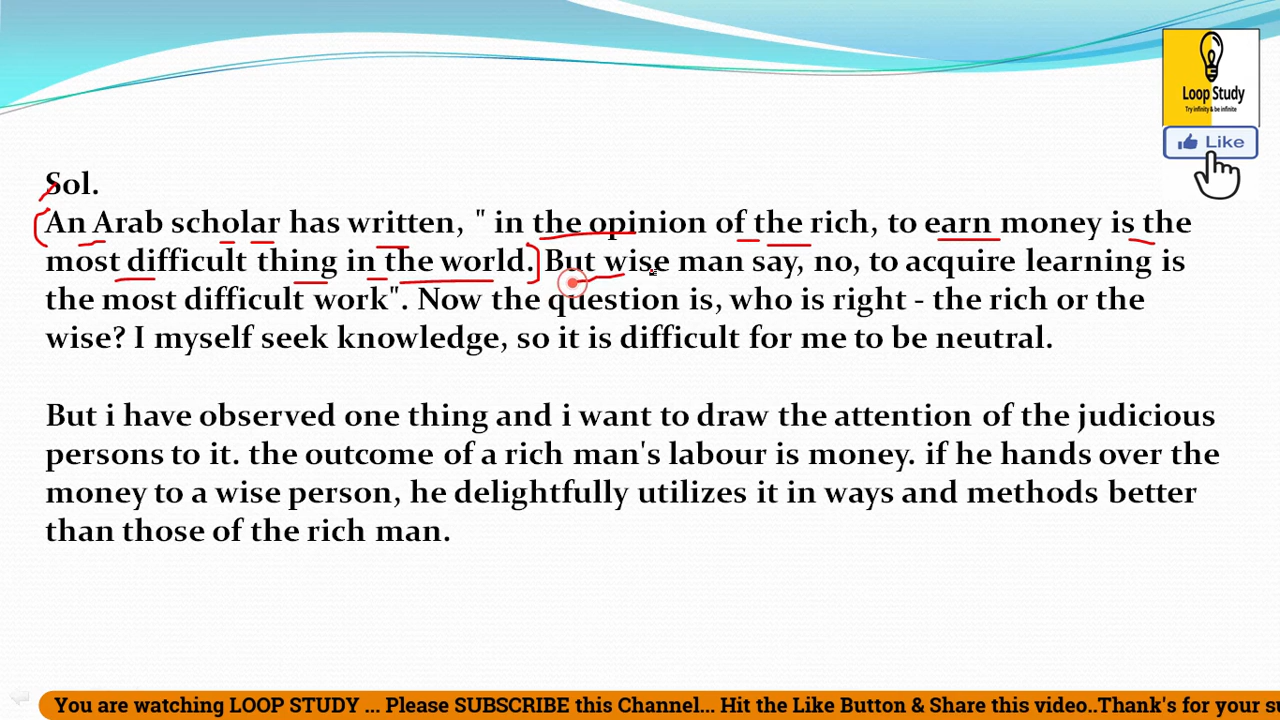 Loop Study
Try infinity & be infinite
Like
Sol.
An Arab scholar has written, " in the opinion of the rich, to earn money is the
most difficult thing in the world. But wise man say, no, to acquire learning is
the most difficult work". Now the question is, who is right - the rich or the
wise? I myself seek knowledge, so it is difficult for me to be neutral.
But i have observed one thing and i want to draw the attention of the judicious
persons to it. the outcome of a rich man's labour is money. if he hands over the
money to a wise person, he delightfully utilizes it in ways and methods better
than those of the rich man.
You are watching LOOP STUDY ... Please SUBSCRIBE this Channel... Hit the Like Button & Share this video..Thank's for your